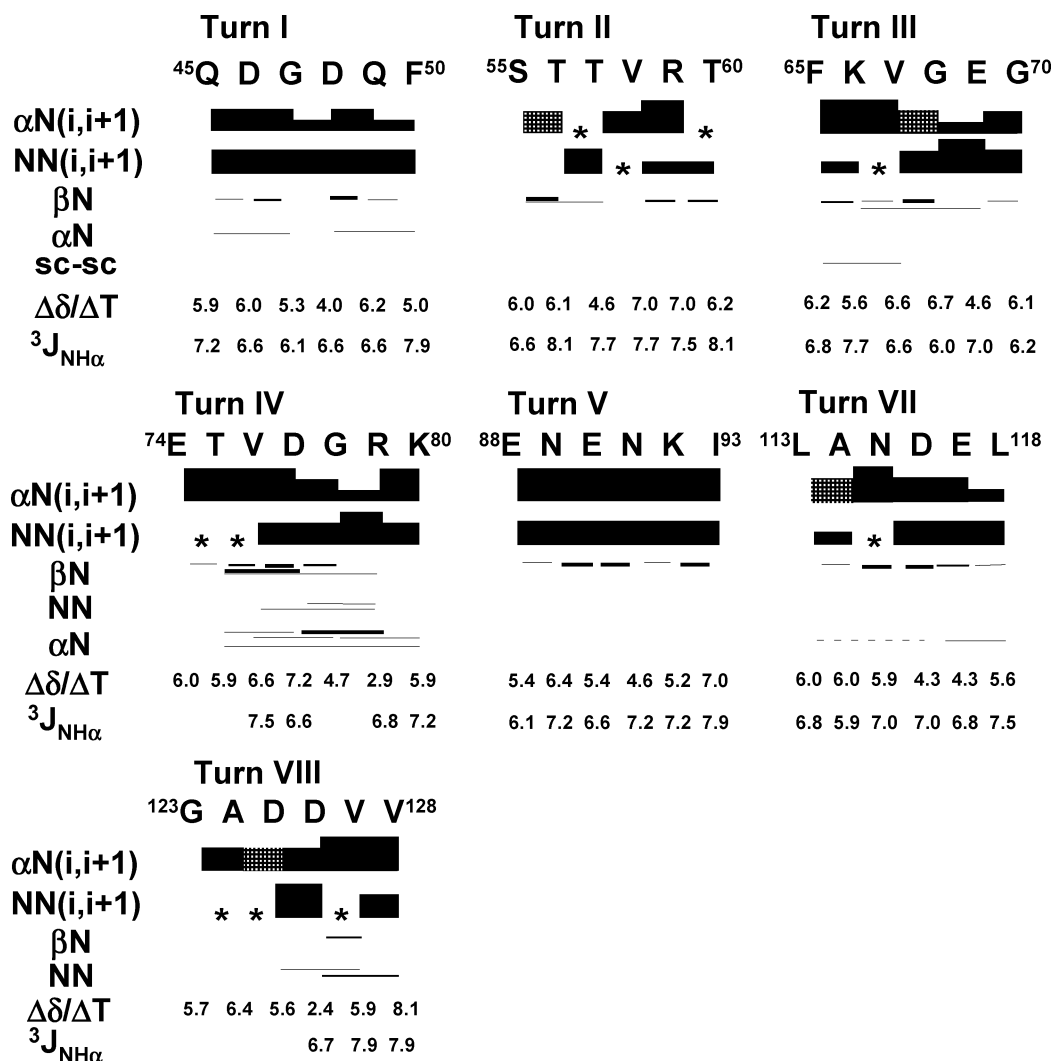 Turn I Turn II Turn III
⁴⁵Q D G D Q F⁵⁰ ⁵⁵S T T V R T⁶⁰ ⁶⁵F K V G E G⁷⁰
αN(i,i+1)
* *
NN(i,i+1)
* *
βN
αN
sc-sc
Δδ/ΔT 5.9 6.0 5.3 4.0 6.2 5.0 6.0 6.1 4.6 7.0 7.0 6.2 6.2 5.6 6.6 6.7 4.6 6.1
³J_NHα 7.2 6.6 6.1 6.6 6.6 7.9 6.6 8.1 7.7 7.7 7.5 8.1 6.8 7.7 6.6 6.0 7.0 6.2
Turn IV Turn V Turn VII
⁷⁴E T V D G R K⁸⁰ ⁸⁸E N E N K I⁹³ ¹¹³L A N D E L¹¹⁸
αN(i,i+1)
NN(i,i+1) * * *
βN
NN
αN
Δδ/ΔT 6.0 5.9 6.6 7.2 4.7 2.9 5.9 5.4 6.4 5.4 4.6 5.2 7.0 6.0 6.0 5.9 4.3 4.3 5.6
³J_NHα 7.5 6.6 6.8 7.2 6.1 7.2 6.6 7.2 7.2 7.9 6.8 5.9 7.0 7.0 6.8 7.5
Turn VIII
¹²³G A D D V V¹²⁸
αN(i,i+1)
NN(i,i+1) * * *
βN
NN
Δδ/ΔT 5.7 6.4 5.6 2.4 5.9 8.1
³J_NHα 6.7 7.9 7.9